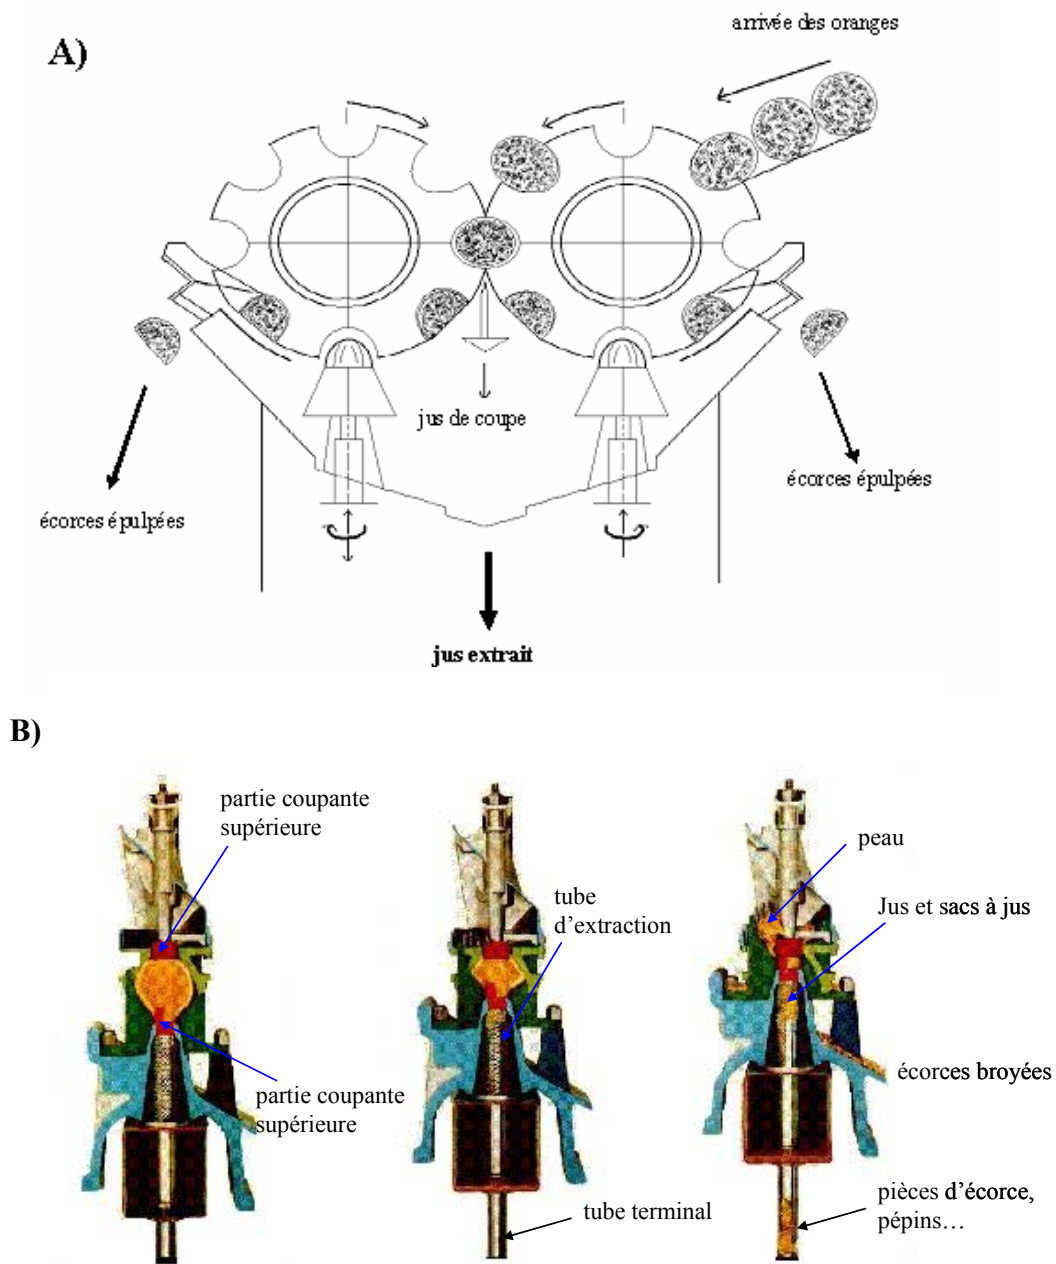 A)
arrivée des oranges
jus de coupe
écorces épulpées
écorces épulpées
jus extrait
B)
partie coupante
supérieure
partie coupante
supérieure
tube
d’extraction
tube terminal
peau
Jus et sacs à jus
écorces broyées
pièces d’écorce,
pépins…